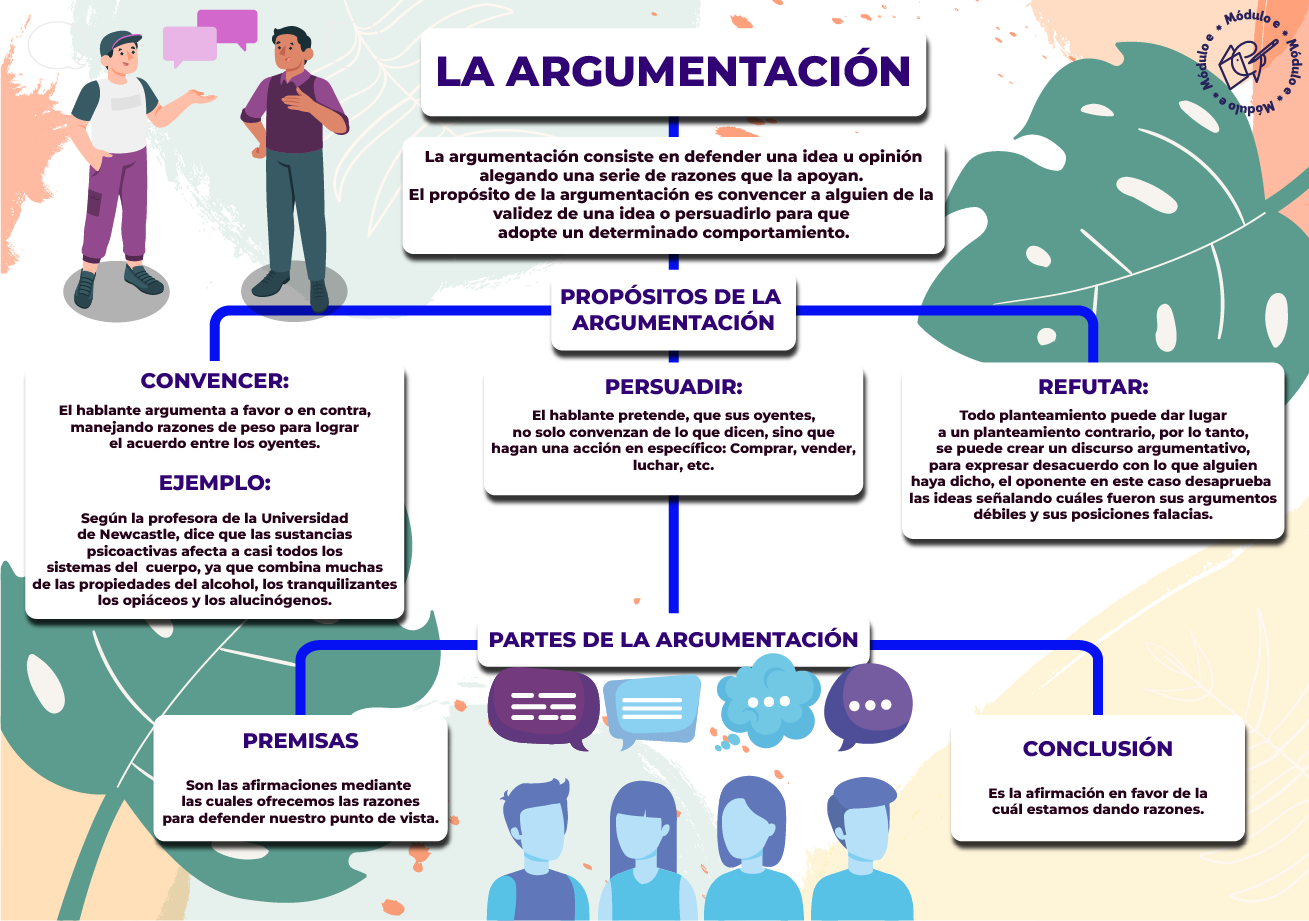 LA ARGUMENTACIÓN
Módulo e * Módulo e * Módulo e * Módulo e *
La argumentación consiste en defender una idea u opinión
alegando una serie de razones que la apoyan.
El propósito de la argumentación es convencer a alguien de la
validez de una idea o persuadirlo para que
adopte un determinado comportamiento.
PROPÓSITOS DE LA
ARGUMENTACIÓN
CONVENCER:
El hablante argumenta a favor o en contra,
manejando razones de peso para lograr
el acuerdo entre los oyentes.
EJEMPLO:
Según la profesora de la Universidad
de Newcastle, dice que las sustancias
psicoactivas afecta a casi todos los
sistemas del cuerpo, ya que combina muchas
de las propiedades del alcohol, los tranquilizantes
los opiáceos y los alucinógenos.
PERSUADIR:
El hablante pretende, que sus oyentes,
no solo convenzan de lo que dicen, sino que
hagan una acción en específico: Comprar, vender,
luchar, etc.
REFUTAR:
Todo planteamiento puede dar lugar
a un planteamiento contrario, por lo tanto,
se puede crear un discurso argumentativo,
para expresar desacuerdo con lo que alguien
haya dicho, el oponente en este caso desaprueba
las ideas señalando cuáles fueron sus argumentos
débiles y sus posiciones falacias.
PARTES DE LA ARGUMENTACIÓN
PREMISAS
Son las afirmaciones mediante
las cuales ofrecemos las razones
para defender nuestro punto de vista.
CONCLUSIÓN
Es la afirmación en favor de la
cuál estamos dando razones.